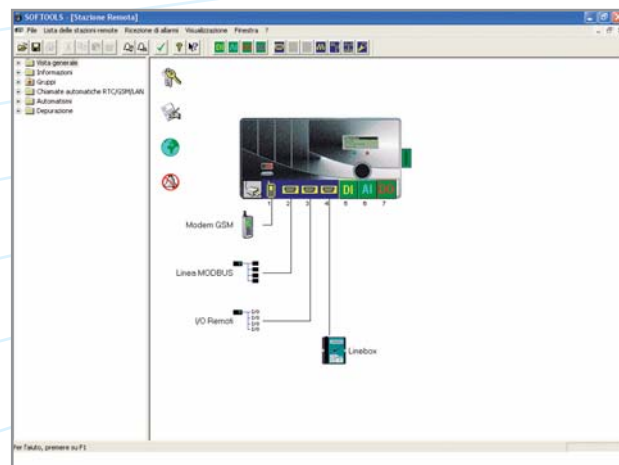 SOFTOOLS - [Stazione Remota]
File Lista delle stazioni remote Ricezione di allarmi Visualizzazione Finestra ?
Vista generale
Informazioni
Gruppi
Chiamate automatiche RTC/GSM/LAN
Automatismi
Depurazione
DI AI DO
1 2 3 4 5 6 7
Modem GSM
Linea MODBUS
I/O Remoti
Linebox
Per l'aiuto, premere su F1